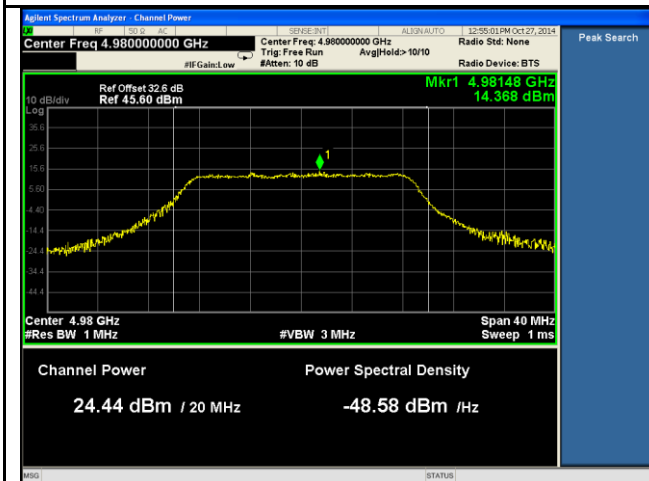 Agilent Spectrum Analyzer - Channel Power
RF 50 Ω AC SENSE:INT ALIGNAUTO 12:55:01PM Oct 27, 2014
Center Freq 4.980000000 GHz Center Freq: 4.980000000 GHz Radio Std: None
Trig: Free Run Avg|Hold:> 10/10
#IFGain:Low #Atten: 10 dB Radio Device: BTS
Peak Search
Mkr1 4.98148 GHz
14.368 dBm
Ref Offset 32.6 dB
10 dB/div Ref 45.60 dBm
Log
35.6
25.6
15.6
5.60
-4.40
-14.4
-24.4
-34.4
-44.4
1
Center 4.98 GHz Span 40 MHz
#Res BW 1 MHz #VBW 3 MHz Sweep 1 ms
Channel Power Power Spectral Density
24.44 dBm / 20 MHz -48.58 dBm /Hz
MSG STATUS